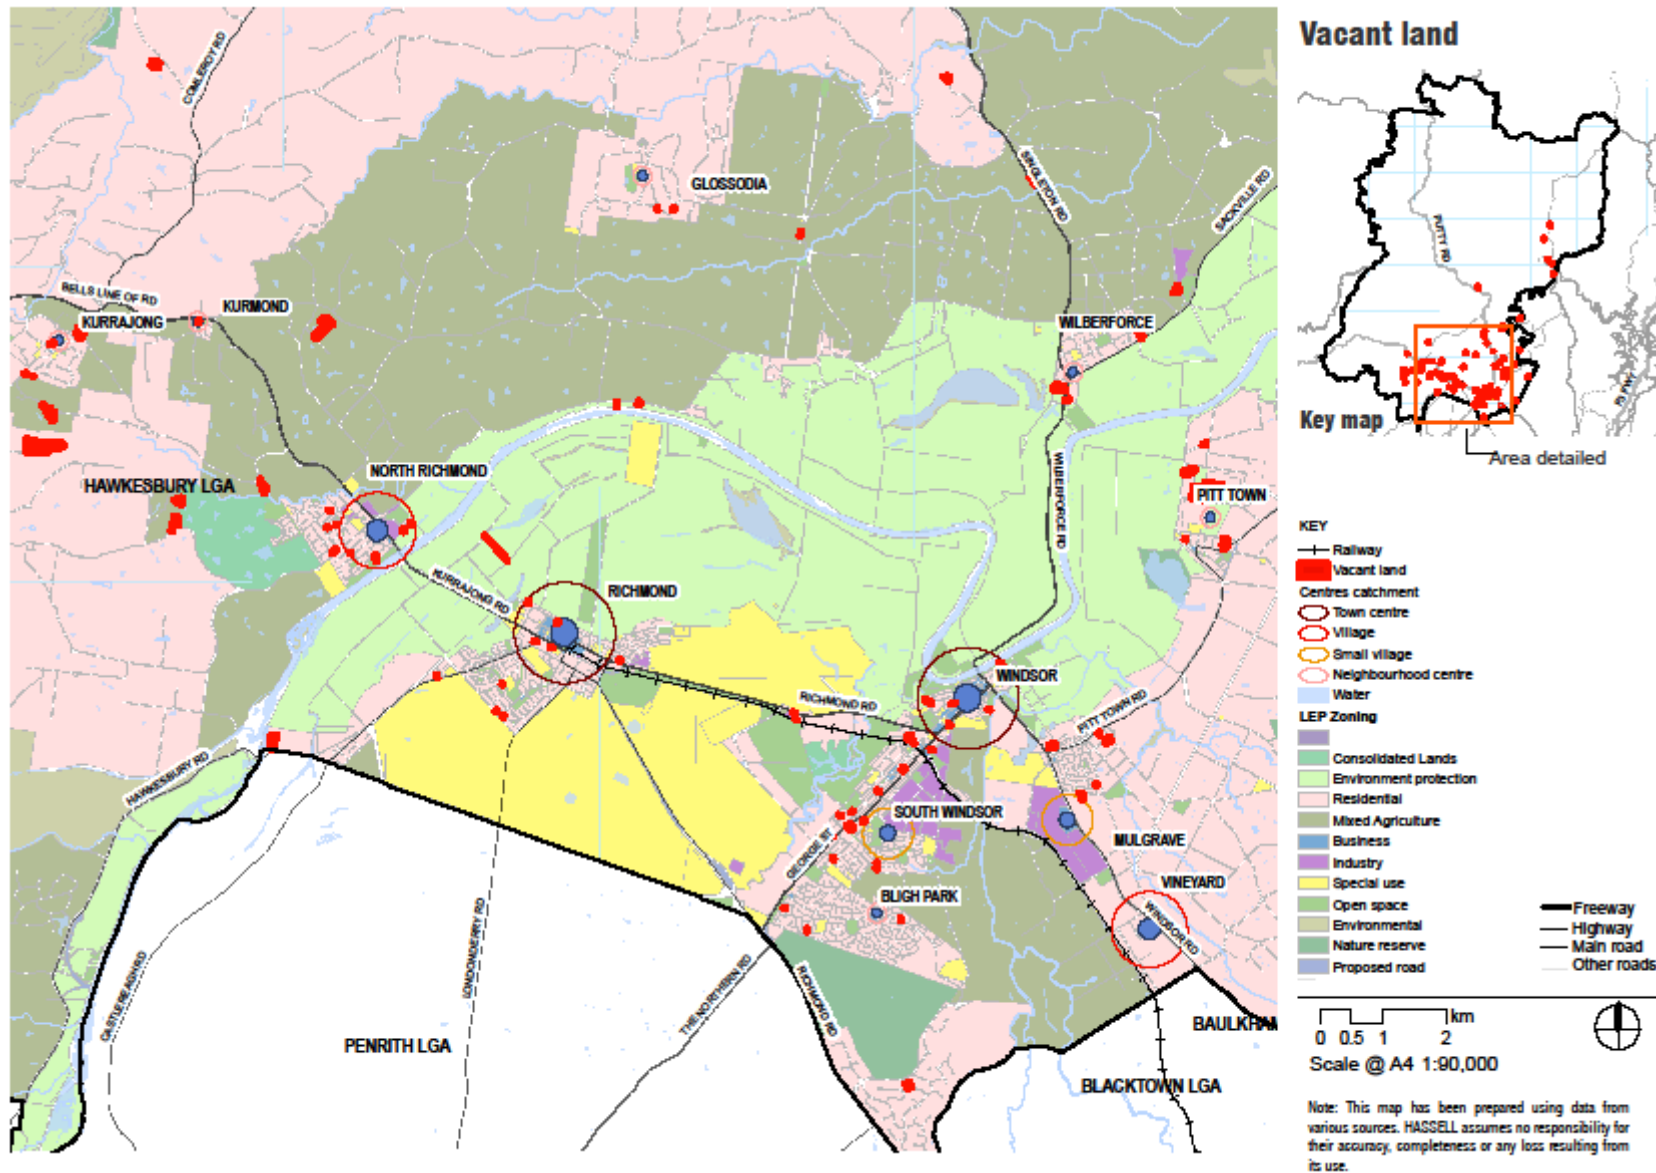 Vacant land
COMLEROY RD
SINGLETON RD
SACKVILLE RD
GLOSSODIA
PUTTY RD
BELLS LINE OF RD
KURMOND
KURRAJONG
WILBERFORCE
Key map
Area detailed
NORTH RICHMOND
HAWKESBURY LGA
WILBERFORCE RD
PITT TOWN
KURRAJONG RD
RICHMOND
WINDSOR
RICHMOND RD
PITT TOWN RD
HAWKESBURY RD
SOUTH WINDSOR
GEORGE ST
MULGRAVE
BLIGH PARK
VINEYARD
WINDSOR RD
CASTLEREAGH RD
LONDONDERRY RD
THE NORTHERN RD
RICHMOND RD
PENRITH LGA
BAULKHAM
BLACKTOWN LGA
KEY
Railway
Vacant land
Centres catchment
Town centre
Village
Small village
Neighbourhood centre
Water
LEP Zoning
Consolidated Lands
Environment protection
Residential
Mixed Agriculture
Business
Industry
Special use
Open space
Environmental
Nature reserve
Proposed road
Freeway
Highway
Main road
Other roads
km
0 0.5 1 2
Scale @ A4 1:90,000
Note: This map has been prepared using data from
various sources. HASSELL assumes no responsibility for
their accuracy, completeness or any loss resulting from
its use.